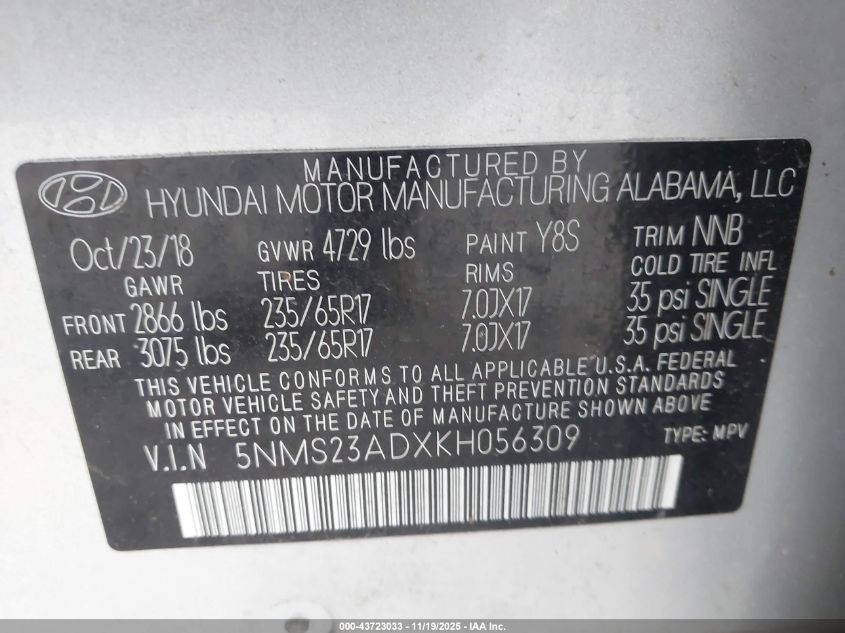 MANUFACTURED BY
HYUNDAI MOTOR MANUFACTURING ALABAMA, LLC
Oct/23/18 GVWR 4729 lbs PAINT Y8S TRIM NNB
GAWR TIRES RIMS COLD TIRE INFL
FRONT 2866 lbs 235/65R17 7.0JX17 35 psi SINGLE
REAR 3075 lbs 235/65R17 7.0JX17 35 psi SINGLE
THIS VEHICLE CONFORMS TO ALL APPLICABLE U.S.A. FEDERAL
MOTOR VEHICLE SAFETY AND THEFT PREVENTION STANDARDS
IN EFFECT ON THE DATE OF MANUFACTURE SHOWN ABOVE
V.I.N 5NMS23ADXKH056309 TYPE: MPV
000-43723033 - 11/19/2025 - IAA Inc.